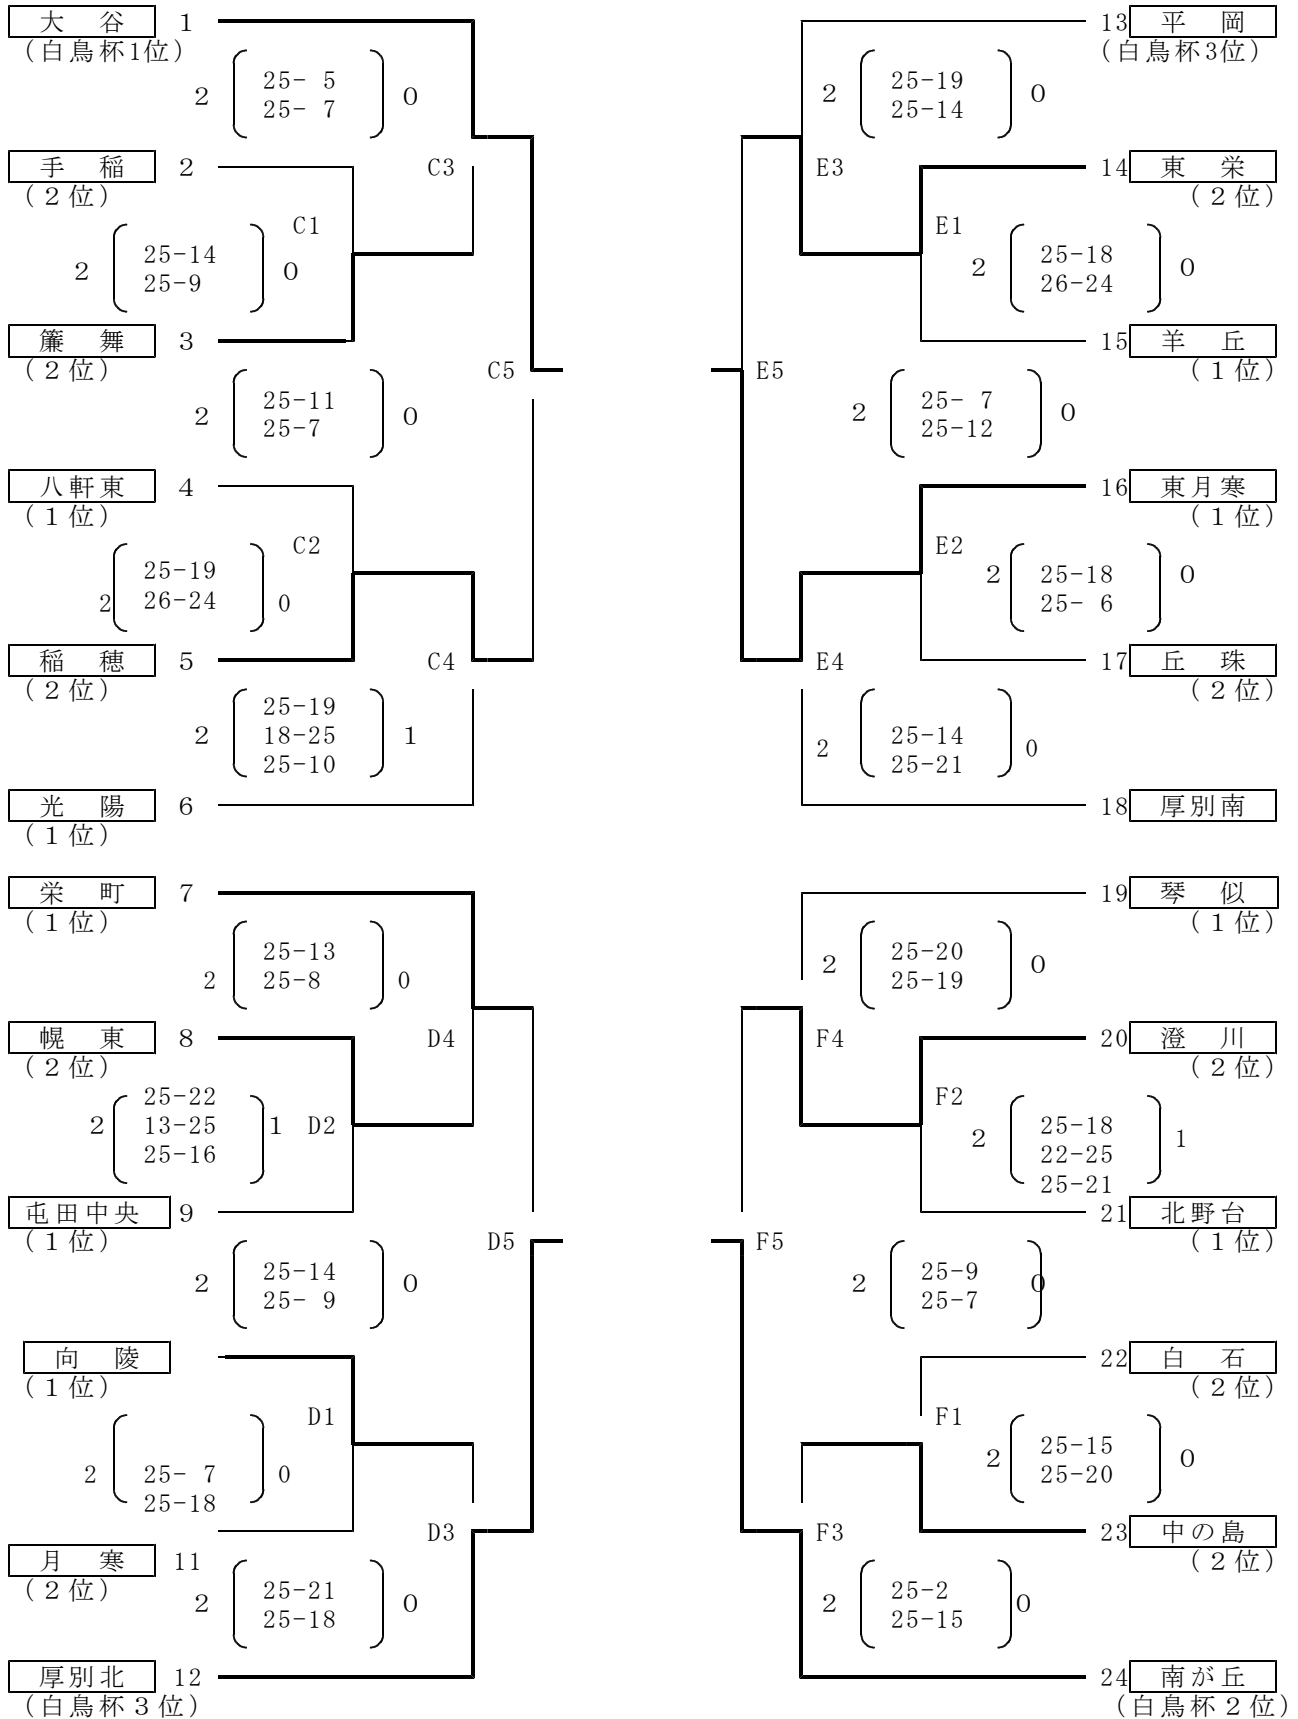 大　谷 1
(白鳥杯1位)
2 25- 5 0
25- 7
手　稲 2 C3
(２位)
C1
2 25-14 0
25-9
簾　舞 3
(２位)
C5
2 25-11 0
25-7
八軒東 4
(１位)
C2
25-19
2 26-24 0
稲　穂 5 C4
(２位)
25-19
2 18-25 1
25-10
光　陽 6
(１位)
栄　町 7
(１位)
25-13
2 25-8 0
幌　東 8 D4
(２位)
25-22
2 13-25 1 D2
25-16
屯田中央 9
(１位)
D5
2 25-14 0
25- 9
向　陵
(１位)
D1
2 25- 7 0
25-18
D3
月　寒 11
(２位)
2 25-21 0
25-18
厚別北 12
(白鳥杯３位)
13 平　岡
(白鳥杯3位)
2 25-19 0
25-14
E3 14 東　栄
(２位)
E1
2 25-18 0
26-24
15 羊　丘
(１位)
E5
2 25- 7 0
25-12
16 東月寒
(１位)
E2
2 25-18 0
25- 6
E4 17 丘　珠
(２位)
2 25-14 0
25-21
18 厚別南
19 琴　似
(１位)
2 25-20 0
25-19
F4 20 澄　川
(２位)
F2
2 25-18 1
22-25
25-21
21 北野台
(１位)
F5
2 25-9 0
25-7
22 白　石
(２位)
F1
2 25-15 0
25-20
F3 23 中の島
(２位)
2 25-2 0
25-15
24 南が丘
(白鳥杯２位)